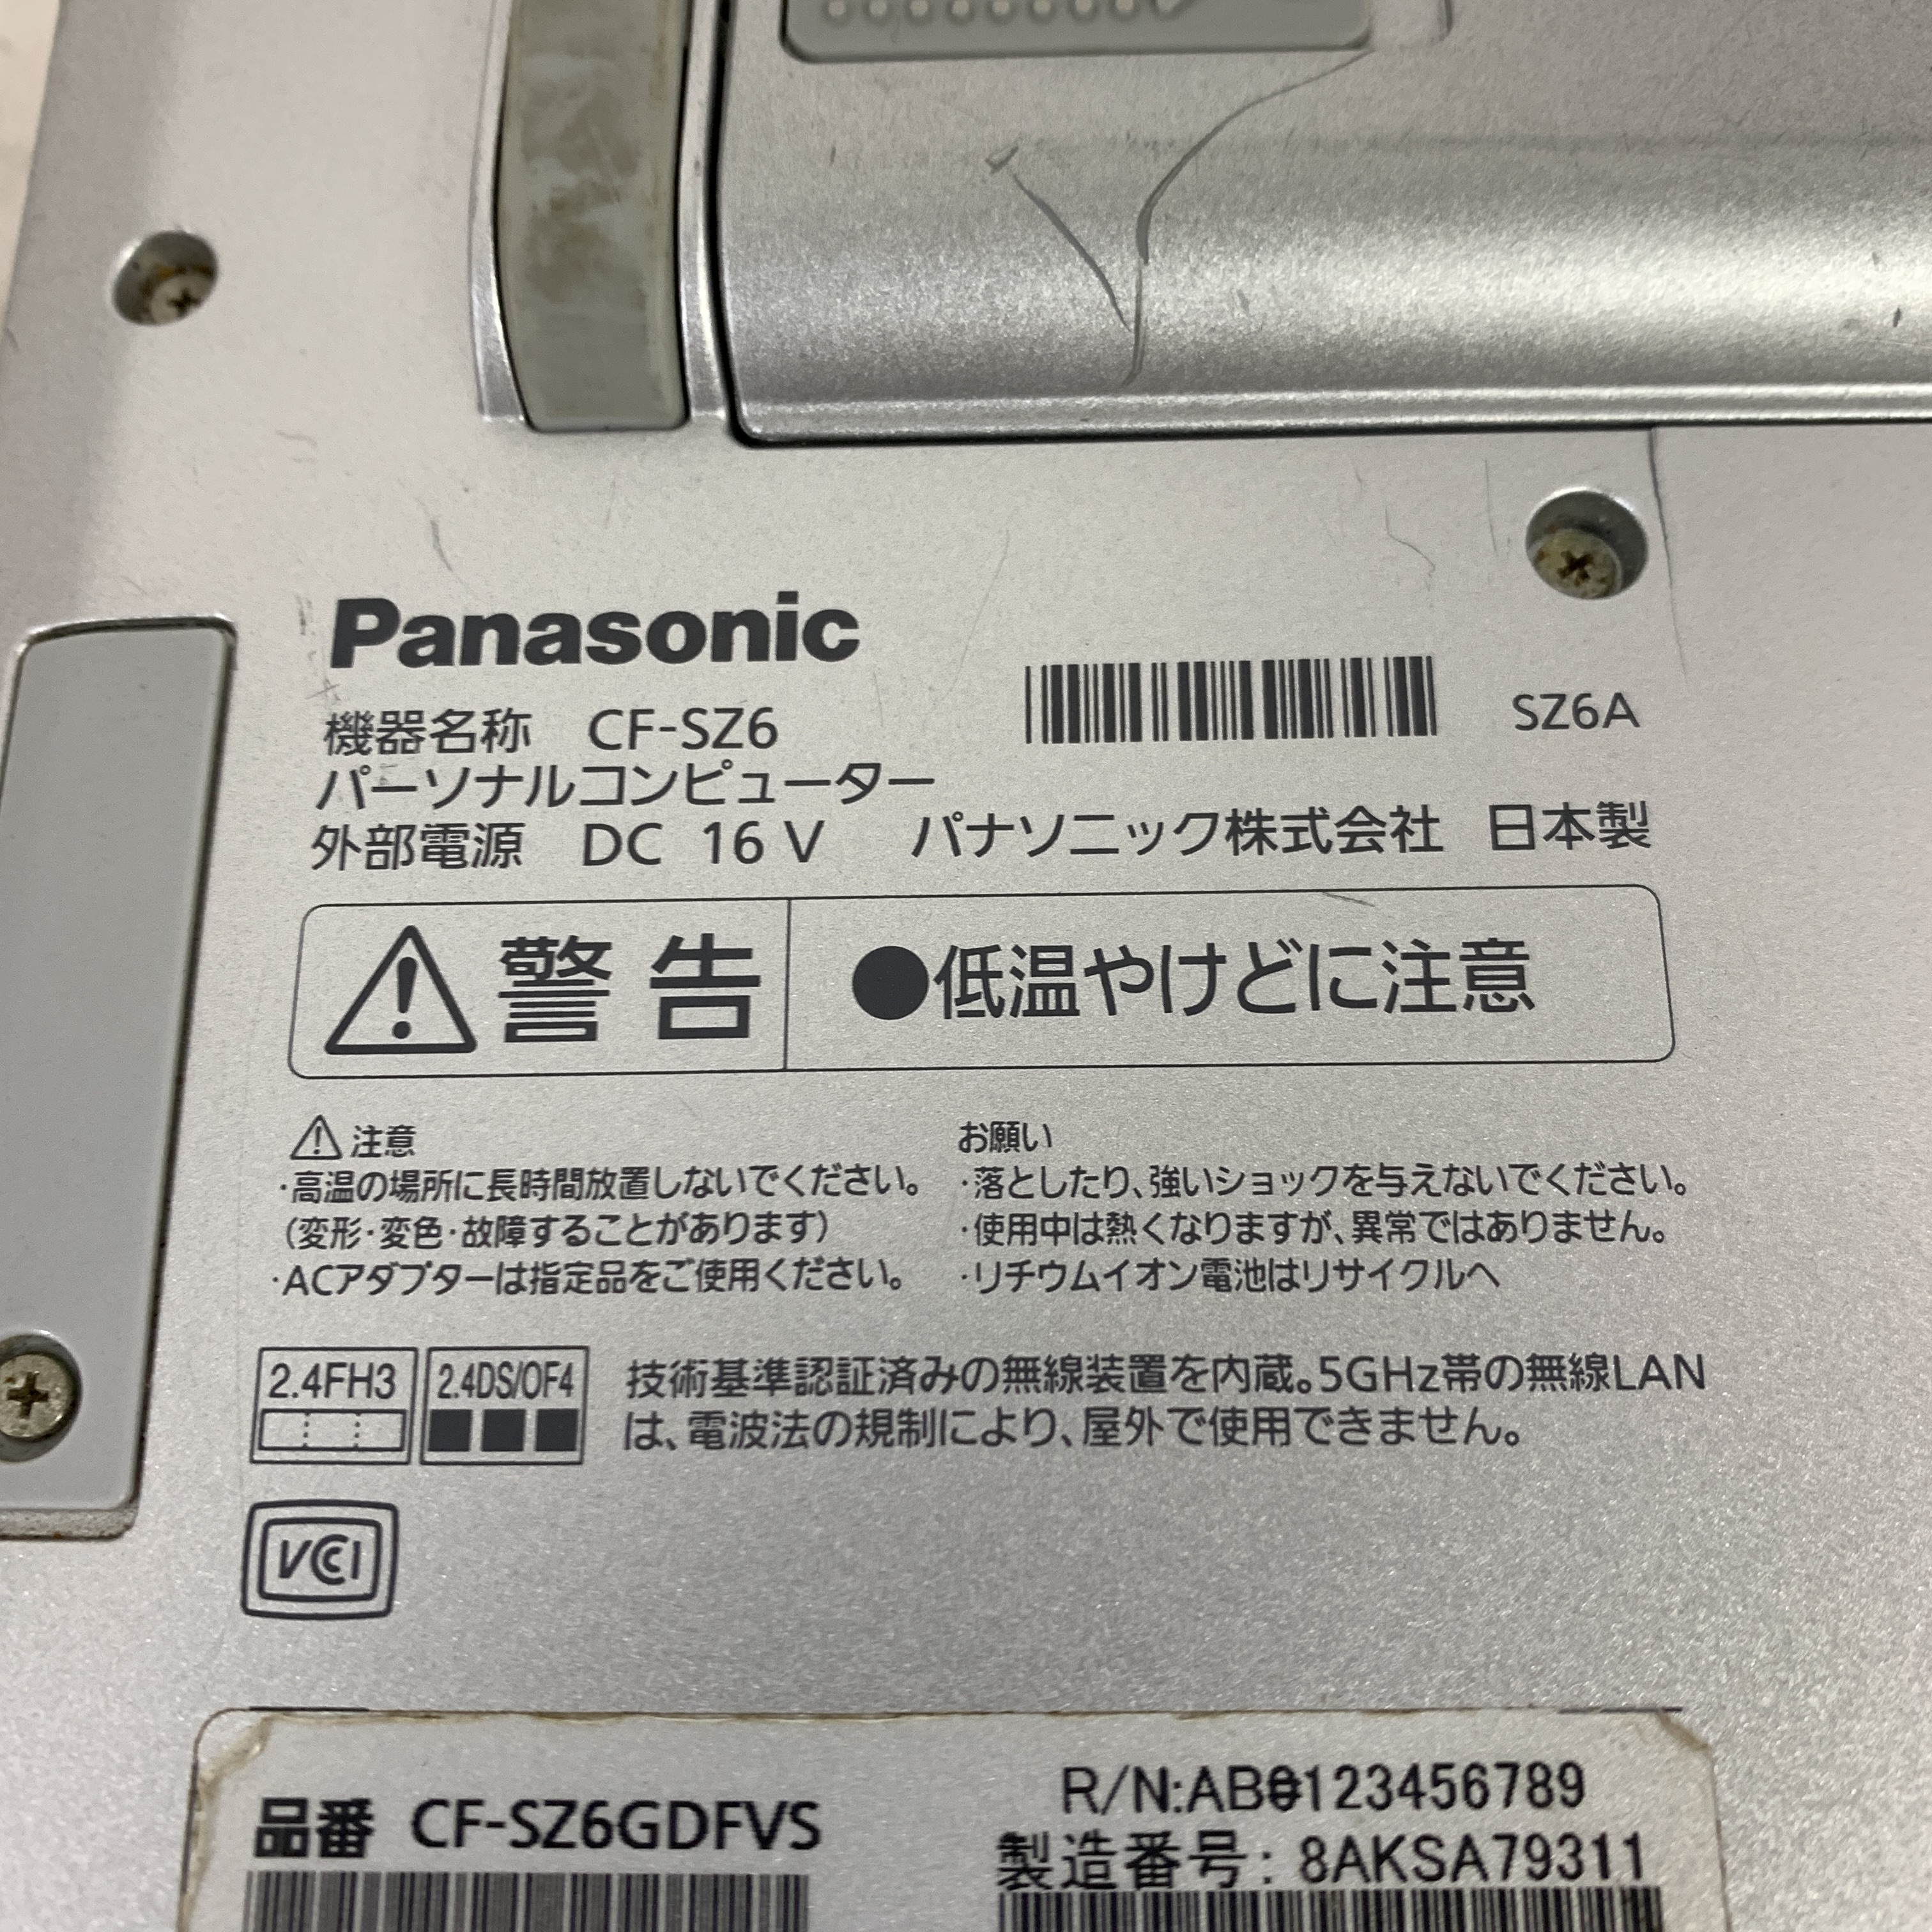 Panasonic
機器名称 CF-SZ6
SZ6A
パーソナルコンピューター
外部電源 DC 16 V パナソニック株式会社 日本製
警告 ●低温やけどに注意
注意
・高温の場所に長時間放置しないでください。
（変形・変色・故障することがあります）
・ACアダプターは指定品をご使用ください。
お願い
・落としたり、強いショックを与えないでください。
・使用中は熱くなりますが、異常ではありません。
・リチウムイオン電池はリサイクルへ
2.4FH3
2.4DS/OF4
技術基準認証済みの無線装置を内蔵。5GHz帯の無線LAN
は、電波法の規制により、屋外で使用できません。
VCCI
品番 CF-SZ6GDFVS
R/N:AB0123456789
製造番号: 8AKSA79311